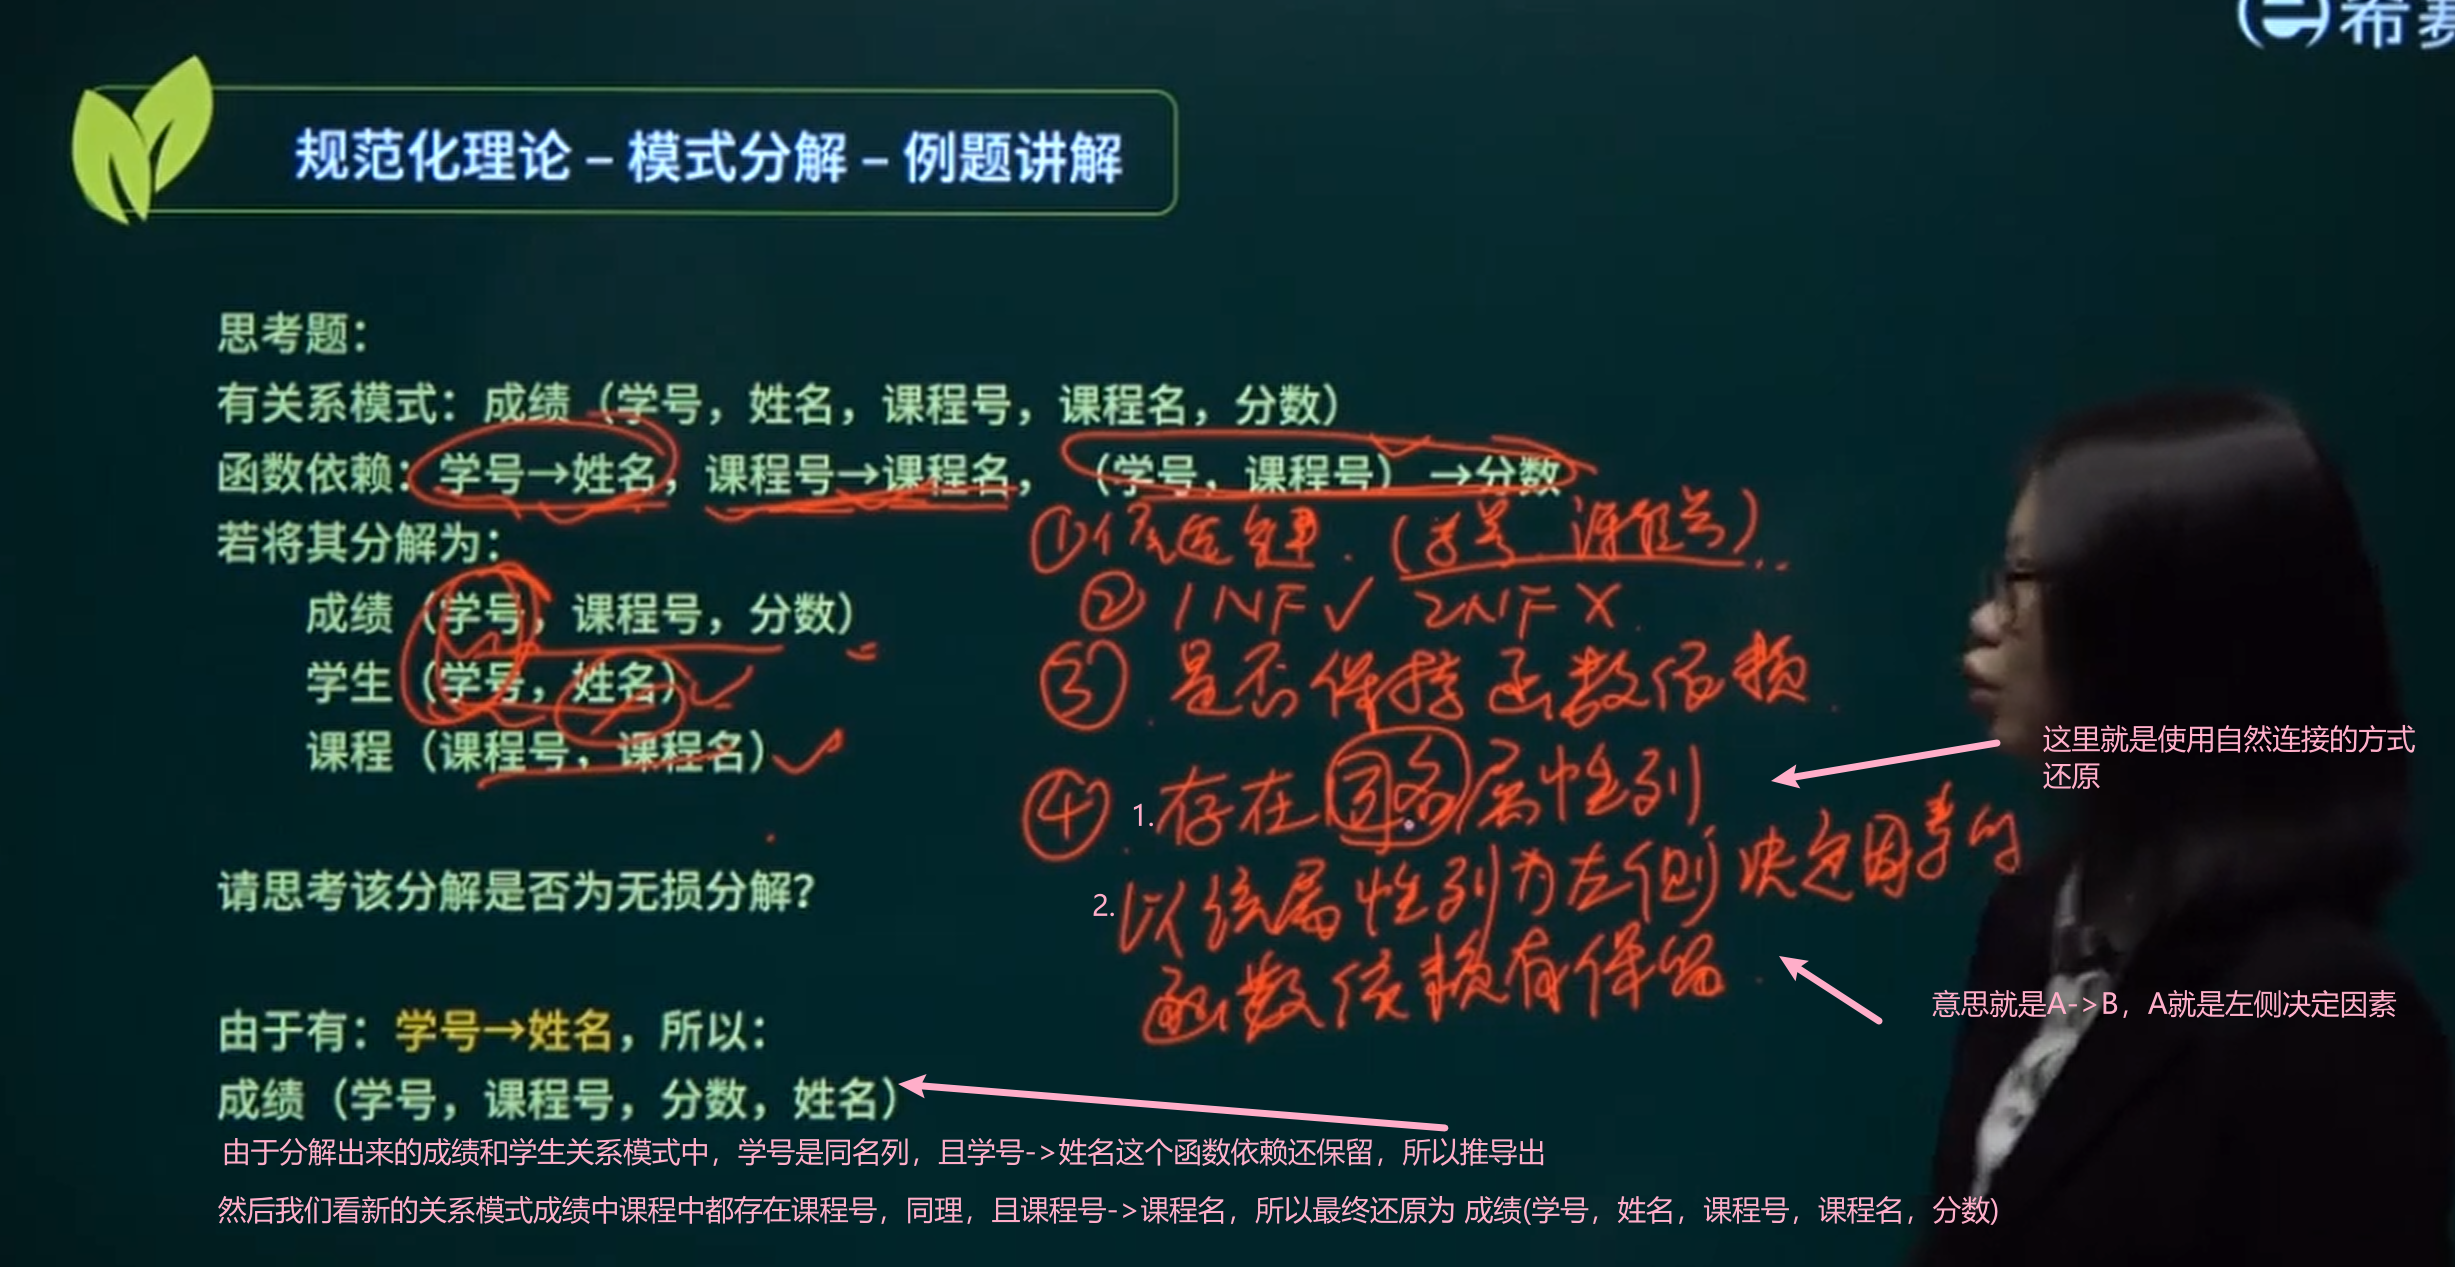 希赛
规范化理论 – 模式分解 – 例题讲解
思考题：
有关系模式：成绩（学号，姓名，课程号，课程名，分数）
函数依赖：学号→姓名，课程号→课程名，（学号，课程号）→分数
①候选键．(学号 课程号)
若将其分解为：
② 1NF✓ 2NF X
成绩（学号，课程号，分数）
③ 是否保持函数依赖
学生（学号，姓名）
课程（课程号，课程名）
这里就是使用自然连接的方式
还原
④ 1.存在同名属性列
请思考该分解是否为无损分解？
2.以该属性列为左侧决定因素的
函数依赖有保留
意思就是A->B，A就是左侧决定因素
由于有：学号→姓名，所以：
成绩（学号，课程号，分数，姓名）
由于分解出来的成绩和学生关系模式中，学号是同名列，且学号->姓名这个函数依赖还保留，所以推导出
然后我们看新的关系模式成绩中课程中都存在课程号，同理，且课程号->课程名，所以最终还原为 成绩(学号，姓名，课程号，课程名，分数)